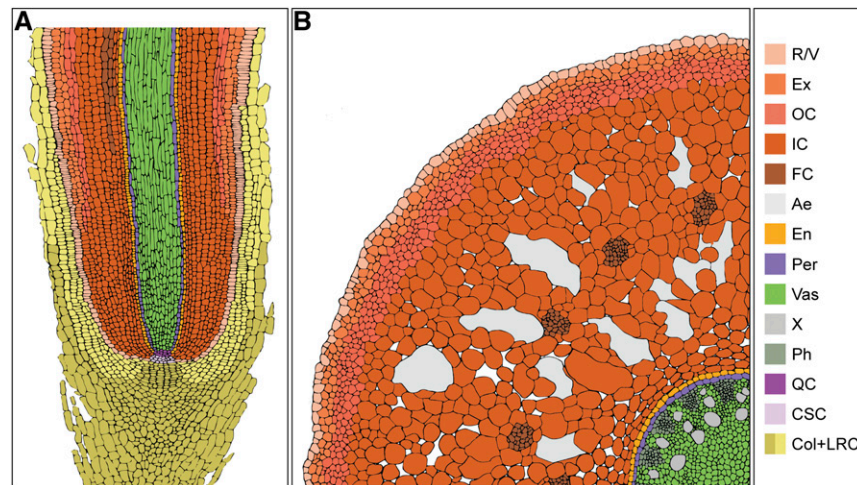 A
B
R/V
Ex
OC
IC
FC
Ae
En
Per
Vas
X
Ph
QC
CSC
Col+LRC